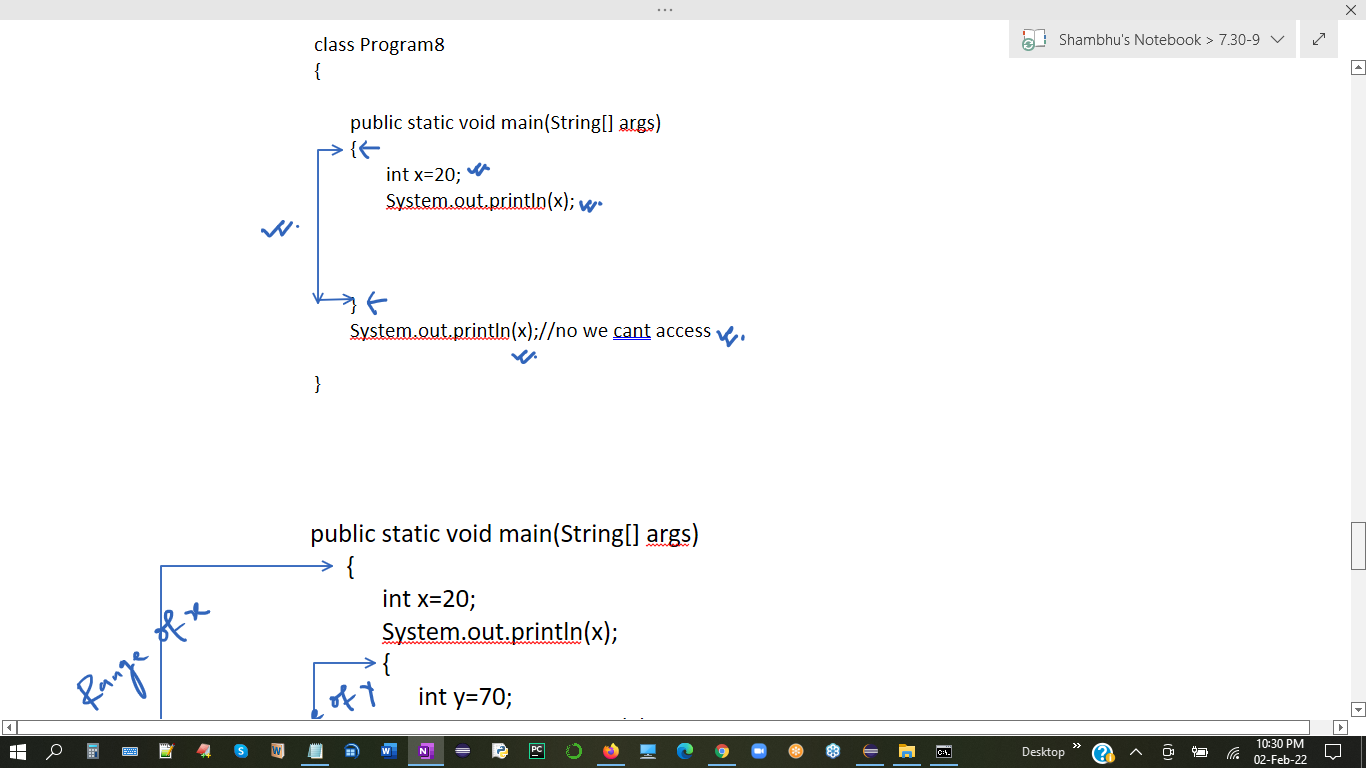 Shambhu's Notebook > 7.30-9
class Program8
{
public static void main(String[] args)
{
int x=20;
System.out.println(x);
}
System.out.println(x);//no we cant access
}
public static void main(String[] args)
{
int x=20;
System.out.println(x);
Range of x
{
of Y
int y=70;
Desktop
10:30 PM
02-Feb-22